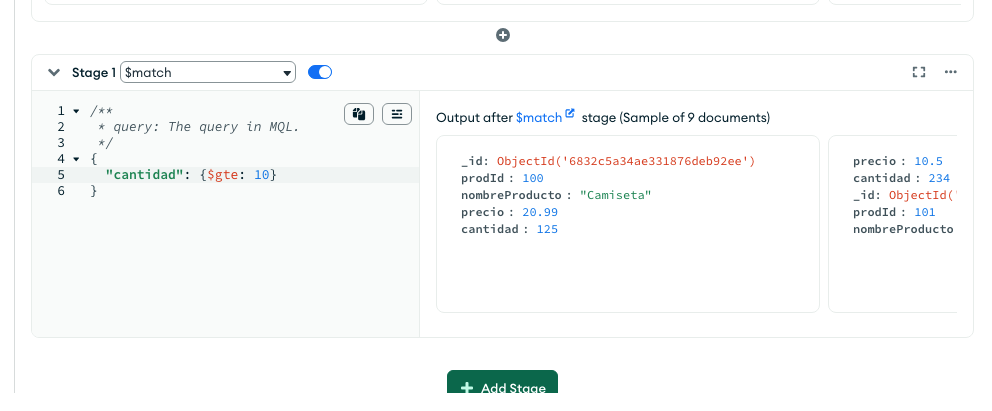 Stage 1 $match
1 /**
2 * query: The query in MQL.
3 */
4 {
5 "cantidad": {$gte: 10}
6 }
Output after $match stage (Sample of 9 documents)
_id: ObjectId('6832c5a34ae331876deb92ee')
prodId: 100
nombreProducto: "Camiseta"
precio: 20.99
cantidad: 125
precio: 10.5
cantidad: 234
_id: ObjectId('
prodId: 101
nombreProducto
Add Stage